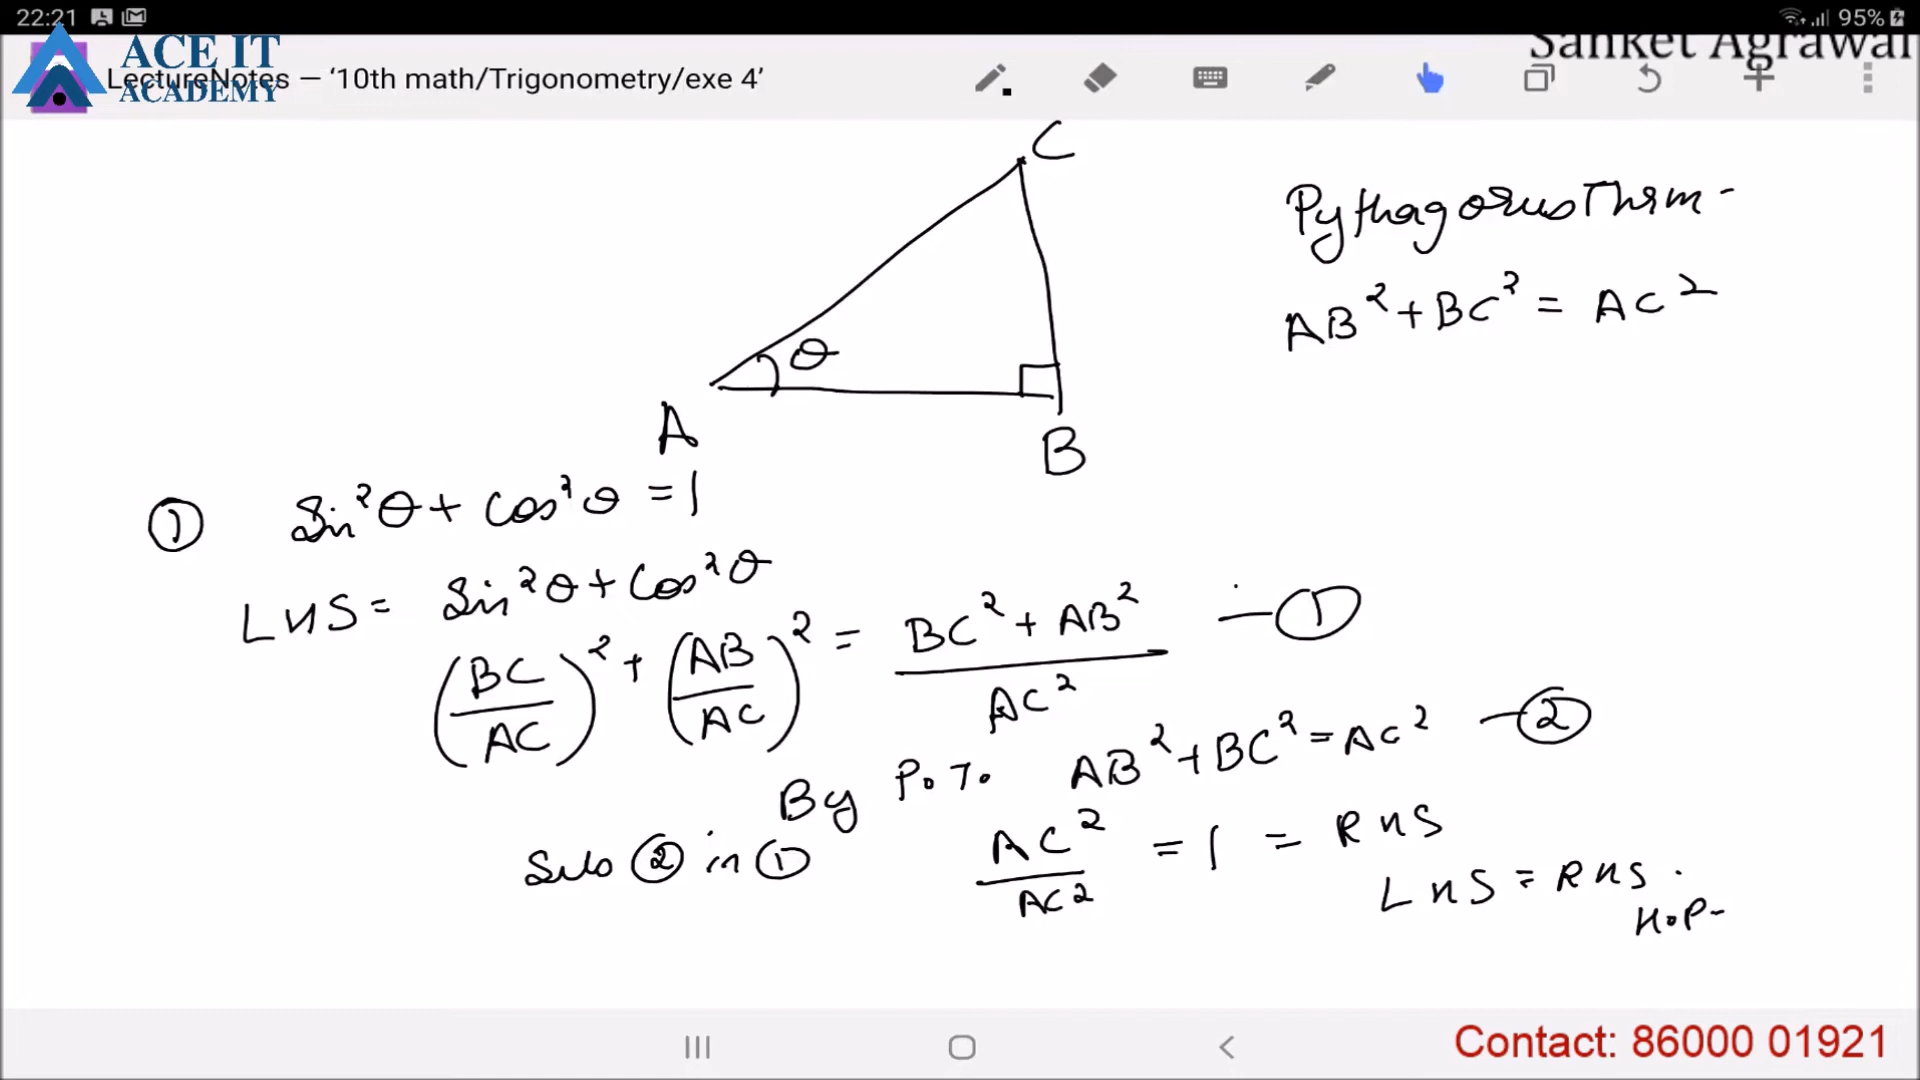 22:21 95%
Sanket Agrawal
ACE IT
ACADEMY
LectureNotes — ‘10th math/Trigonometry/exe 4’
C
Pythagorus Thrm -
AB² + BC² = AC²
θ
A
B
① Sin²θ + Cos²θ = 1
LHS = Sin²θ + Cos²θ
(BC/AC)² + (AB/AC)² = (BC² + AB²)/AC² — ①
By P.T. AB² + BC² = AC² — ②
Sub ② in ① AC²/AC² = 1 = RHS
LHS = RHS.
H.P-
Contact: 86000 01921